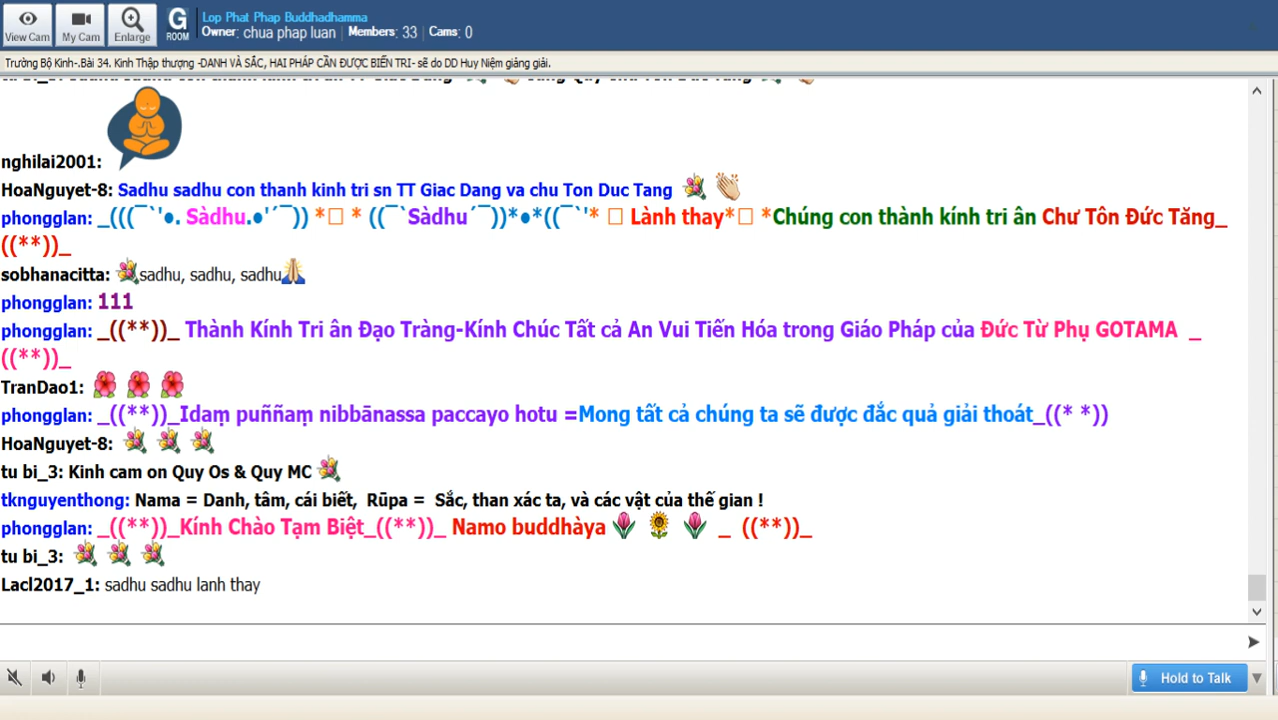 View Cam
My Cam
Enlarge
G
ROOM
Lop Phat Phap Buddhadhamma
Owner: chua phap luan | Members: 33 | Cams: 0
Trường Bộ Kinh-.Bài 34. Kinh Thập thượng -DANH VÀ SẮC, HAI PHÁP CẦN ĐƯỢC BIẾN TRI- sẽ do DD Huy Niệm giảng giải.
nghilai2001:
HoaNguyet-8: Sadhu sadhu con thanh kinh tri sn TT Giac Dang va chu Ton Duc Tang
phongglan: _(((¯`'●. Sàdhu.●'´¯)) *□ * ((¯`Sàdhu´¯))*●*((¯`'* □ Lành thay*□ *Chúng con thành kính tri ân Chư Tôn Đức Tăng_
((**))_
sobhanacitta: sadhu, sadhu, sadhu
phongglan: 111
phongglan: _((**))_ Thành Kính Tri ân Đạo Tràng-Kính Chúc Tất cả An Vui Tiến Hóa trong Giáo Pháp của Đức Từ Phụ GOTAMA _
((**))_
TranDao1:
phongglan: _((**))_Idaṃ puññaṃ nibbānassa paccayo hotu =Mong tất cả chúng ta sẽ được đắc quả giải thoát_((* *))
HoaNguyet-8:
tu bi_3: Kinh cam on Quy Os & Quy MC
tknguyenthong: Nama = Danh, tâm, cái biết, Rūpa = Sắc, than xác ta, và các vật của thế gian !
phongglan: _((**))_Kính Chào Tạm Biệt_((**))_ Namo buddhàya _ ((**))_
tu bi_3:
Lacl2017_1: sadhu sadhu lanh thay
Hold to Talk